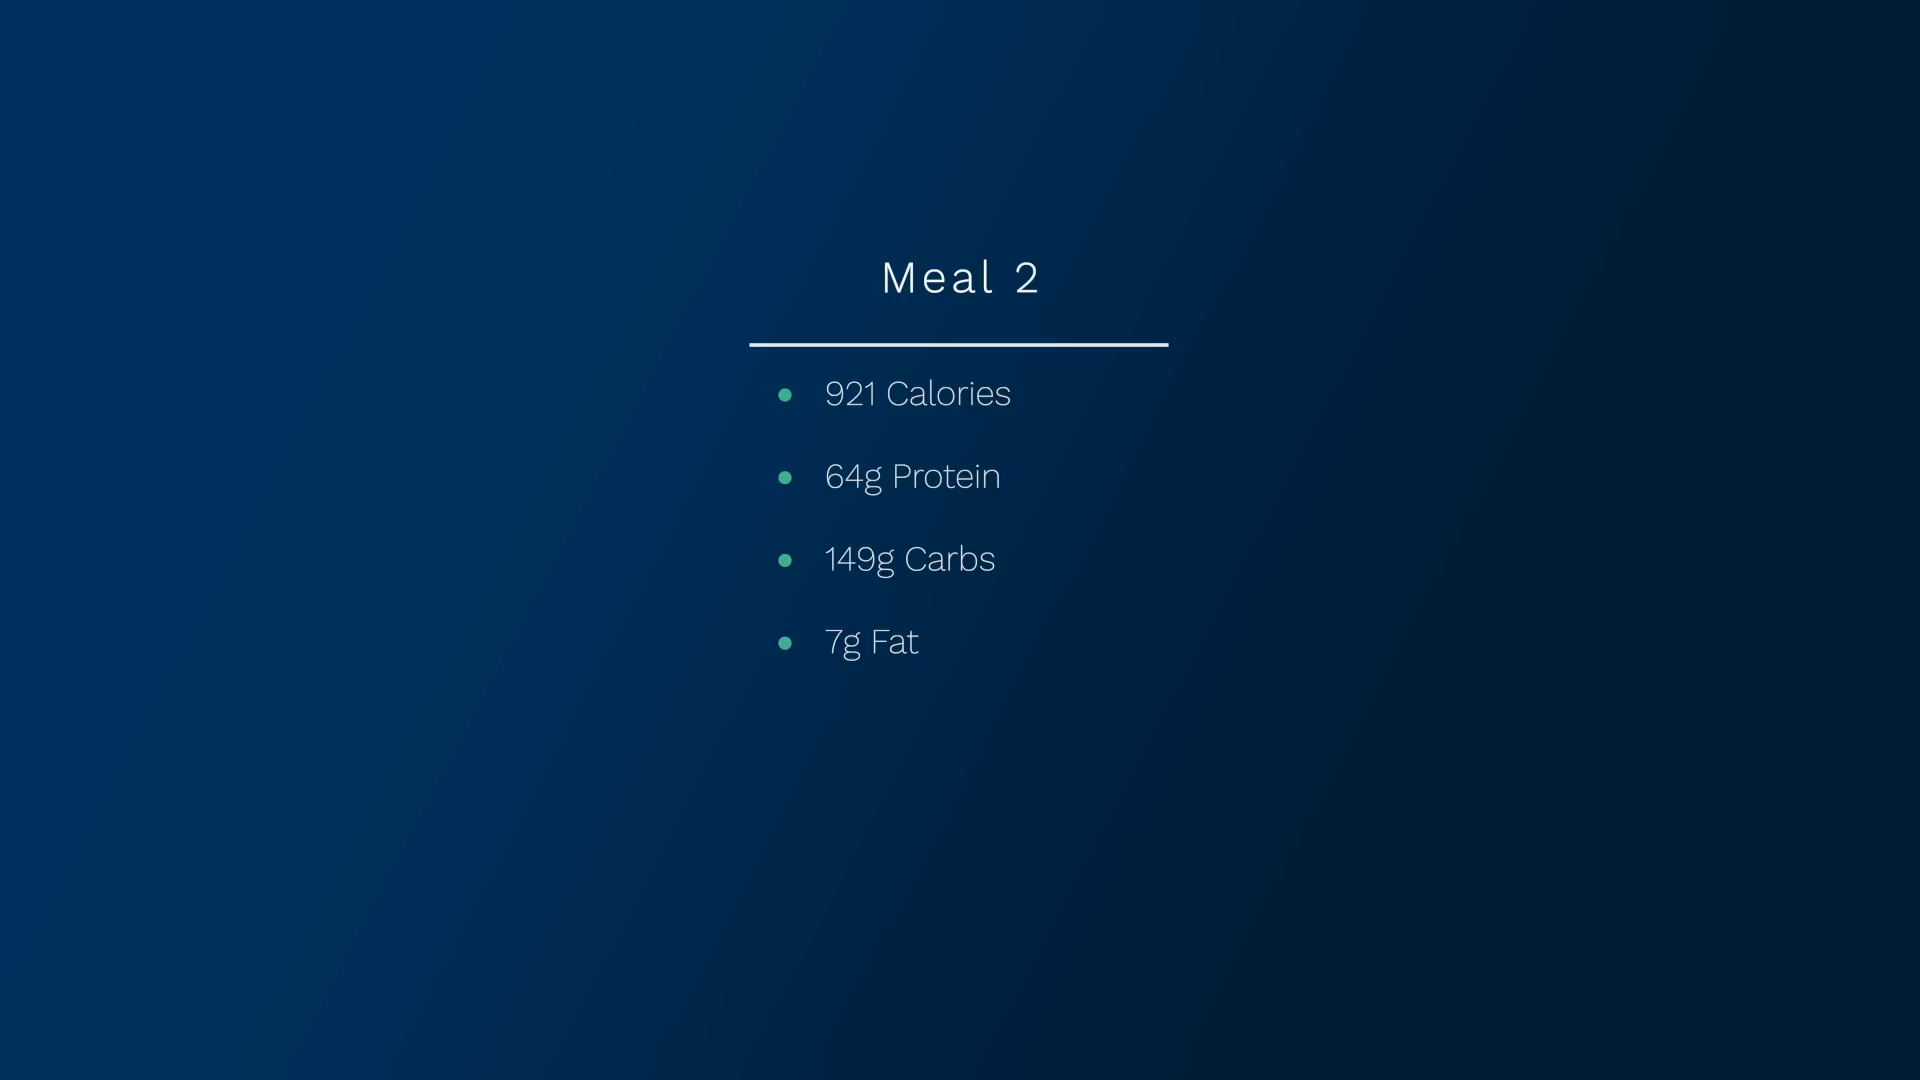 Meal 2
921 Calories
64g Protein
149g Carbs
7g Fat